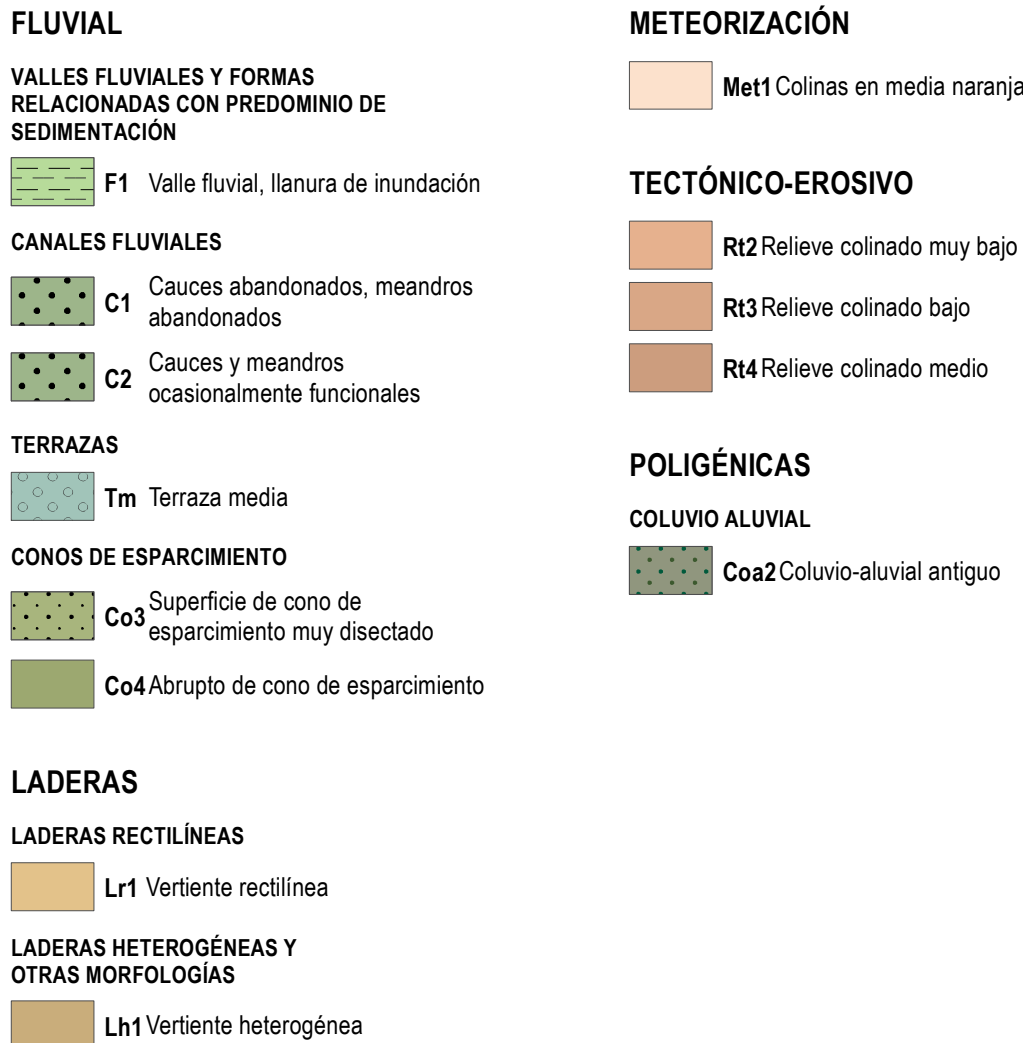 FLUVIAL
VALLES FLUVIALES Y FORMAS
RELACIONADAS CON PREDOMINIO DE
SEDIMENTACIÓN
F1 Valle fluvial, llanura de inundación
CANALES FLUVIALES
C1 Cauces abandonados, meandros
abandonados
C2 Cauces y meandros
ocasionalmente funcionales
TERRAZAS
Tm Terraza media
CONOS DE ESPARCIMIENTO
Co3 Superficie de cono de
esparcimiento muy disectado
Co4 Abrupto de cono de esparcimiento
LADERAS
LADERAS RECTILÍNEAS
Lr1 Vertiente rectilínea
LADERAS HETEROGÉNEAS Y
OTRAS MORFOLOGÍAS
Lh1 Vertiente heterogénea
METEORIZACIÓN
Met1 Colinas en media naranja
TECTÓNICO-EROSIVO
Rt2 Relieve colinado muy bajo
Rt3 Relieve colinado bajo
Rt4 Relieve colinado medio
POLIGÉNICAS
COLUVIO ALUVIAL
Coa2 Coluvio-aluvial antiguo